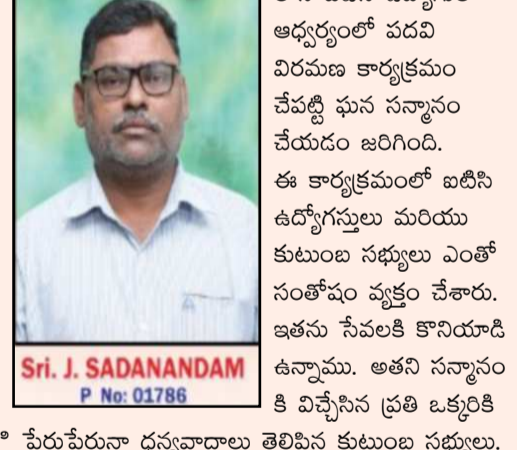 ఆధ్వర్యంలో పదవి
విరమణ కార్యక్రమం
చేపట్టి ఘన సన్మానం
చేయడం జరిగింది.
ఈ కార్యక్రమంలో ఐటిసి
ఉద్యోగస్తులు మరియు
కుటుంబ సభ్యులు ఎంతో
సంతోషం వ్యక్తం చేశారు.
ఇతను సేవలకి కొనియాడి
ఉన్నాము. అతని సన్మానం
కి విచ్చేసిన ప్రతి ఒక్కరికి
పేరుపేరునా ధన్యవాదాలు తెలిపిన కుటుంబ సభ్యులు.
Sri. J. SADANANDAM
P No: 01786